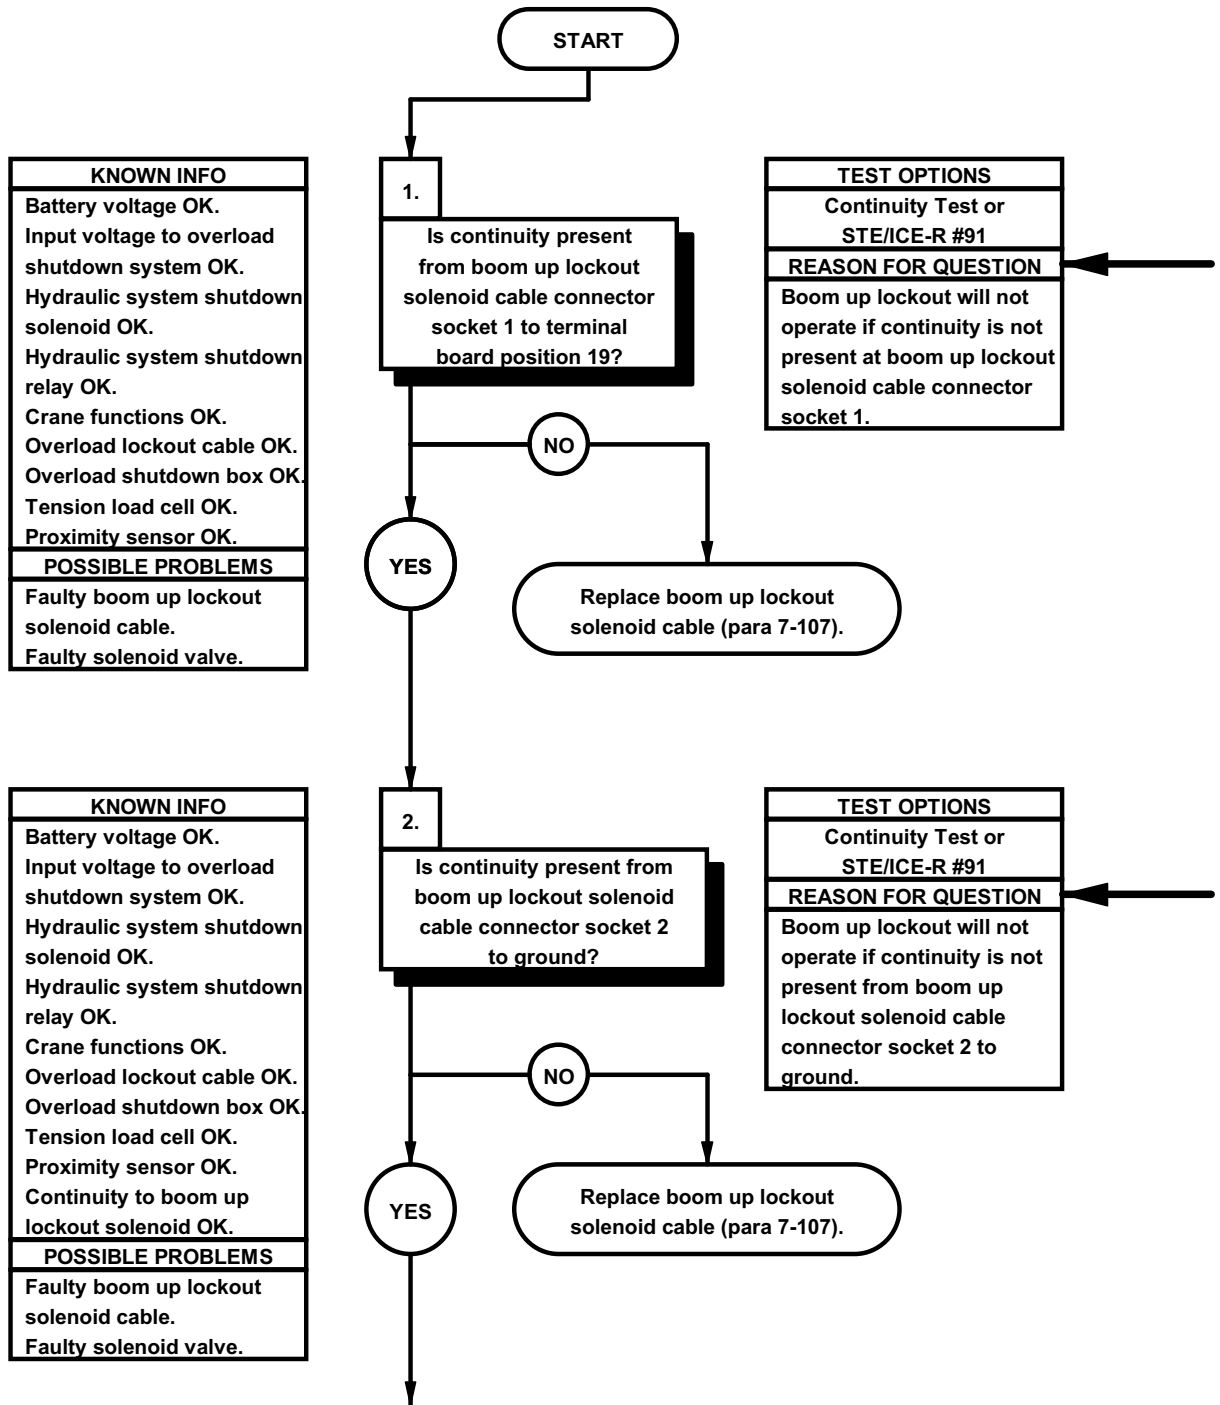 START
KNOWN INFO
Battery voltage OK.
Input voltage to overload
shutdown system OK.
Hydraulic system shutdown
solenoid OK.
Hydraulic system shutdown
relay OK.
Crane functions OK.
Overload lockout cable OK.
Overload shutdown box OK.
Tension load cell OK.
Proximity sensor OK.
POSSIBLE PROBLEMS
Faulty boom up lockout
solenoid cable.
Faulty solenoid valve.
1.
Is continuity present
from boom up lockout
solenoid cable connector
socket 1 to terminal
board position 19?
TEST OPTIONS
Continuity Test or
STE/ICE-R #91
REASON FOR QUESTION
Boom up lockout will not
operate if continuity is not
present at boom up lockout
solenoid cable connector
socket 1.
NO
YES
Replace boom up lockout
solenoid cable (para 7-107).
KNOWN INFO
Battery voltage OK.
Input voltage to overload
shutdown system OK.
Hydraulic system shutdown
solenoid OK.
Hydraulic system shutdown
relay OK.
Crane functions OK.
Overload lockout cable OK.
Overload shutdown box OK.
Tension load cell OK.
Proximity sensor OK.
Continuity to boom up
lockout solenoid OK.
POSSIBLE PROBLEMS
Faulty boom up lockout
solenoid cable.
Faulty solenoid valve.
2.
Is continuity present from
boom up lockout solenoid
cable connector socket 2
to ground?
TEST OPTIONS
Continuity Test or
STE/ICE-R #91
REASON FOR QUESTION
Boom up lockout will not
operate if continuity is not
present from boom up
lockout solenoid cable
connector socket 2 to
ground.
NO
YES
Replace boom up lockout
solenoid cable (para 7-107).